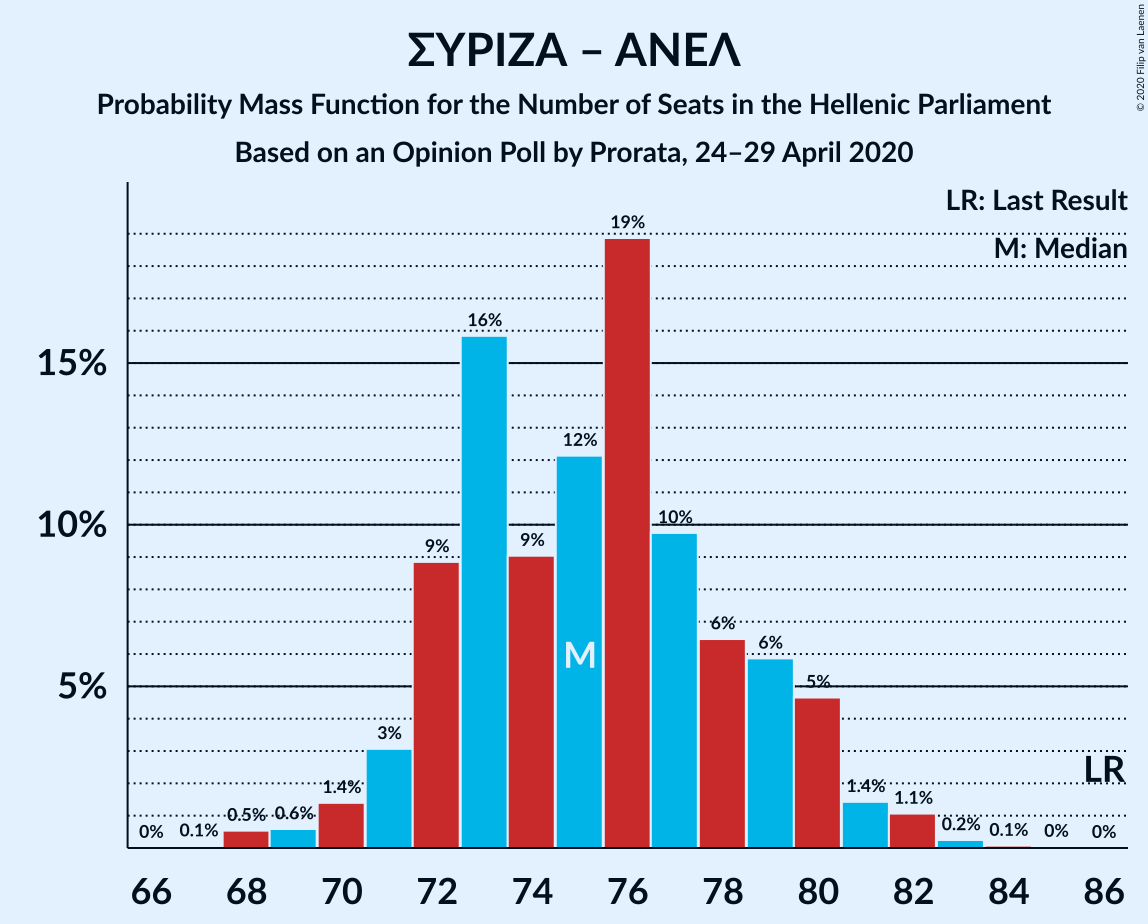 ΣΥΡΙΖΑ – ΑΝΕΛ
Probability Mass Function for the Number of Seats in the Hellenic Parliament
Based on an Opinion Poll by Prorata, 24–29 April 2020
© 2020 Filip van Laenen
LR: Last Result
M: Median
15%
10%
5%
0%
0.1%
0.5%
0.6%
1.4%
3%
9%
16%
9%
12%
19%
10%
6%
6%
5%
1.4%
1.1%
0.2%
0.1%
0%
0%
M
LR
66 68 70 72 74 76 78 80 82 84 86